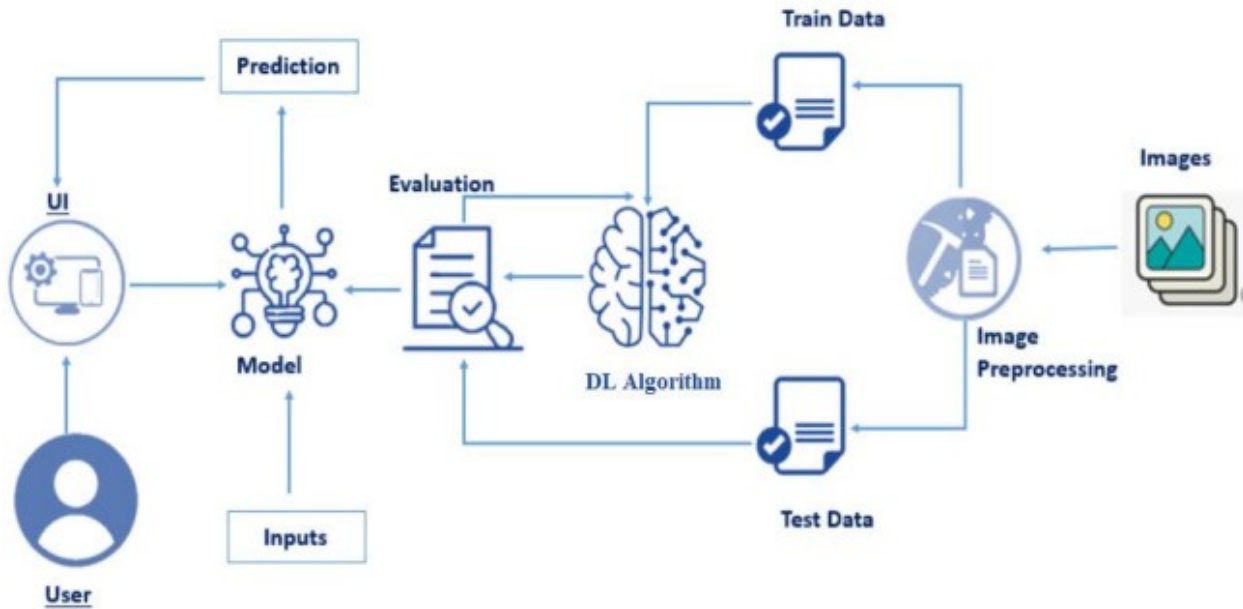 Train Data
Prediction
Images
Evaluation
UI
Image
Preprocessing
Model
DL Algorithm
Test Data
Inputs
User